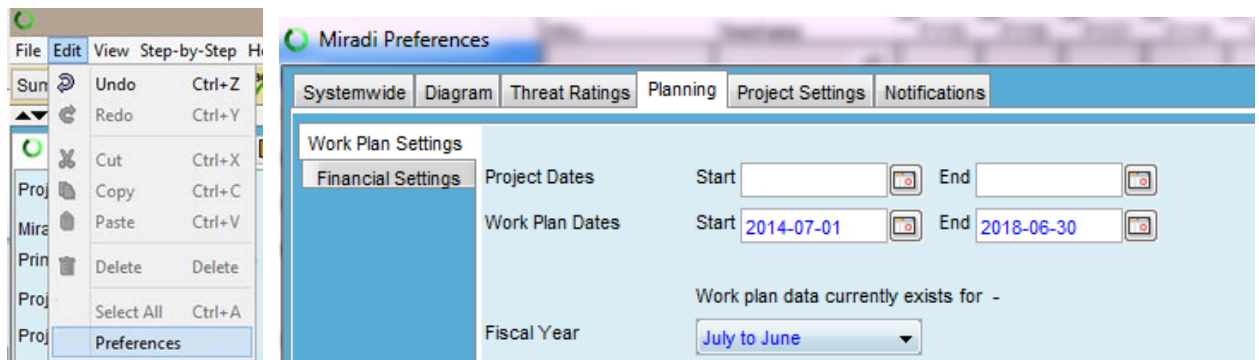 File Edit View Step-by-Step
Undo Ctrl+Z
Redo Ctrl+Y
Cut Ctrl+X
Copy Ctrl+C
Paste Ctrl+V
Delete Delete
Select All Ctrl+A
Preferences
Miradi Preferences
Systemwide Diagram Threat Ratings Planning Project Settings Notifications
Work Plan Settings
Financial Settings
Project Dates Start End
Work Plan Dates Start 2014-07-01 End 2018-06-30
Work plan data currently exists for -
Fiscal Year July to June